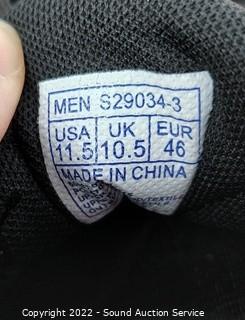 MEN S29034-3
USA UK EUR
11.5 10.5 46
MADE IN CHINA
Copyright 2022 - Sound Auction Service